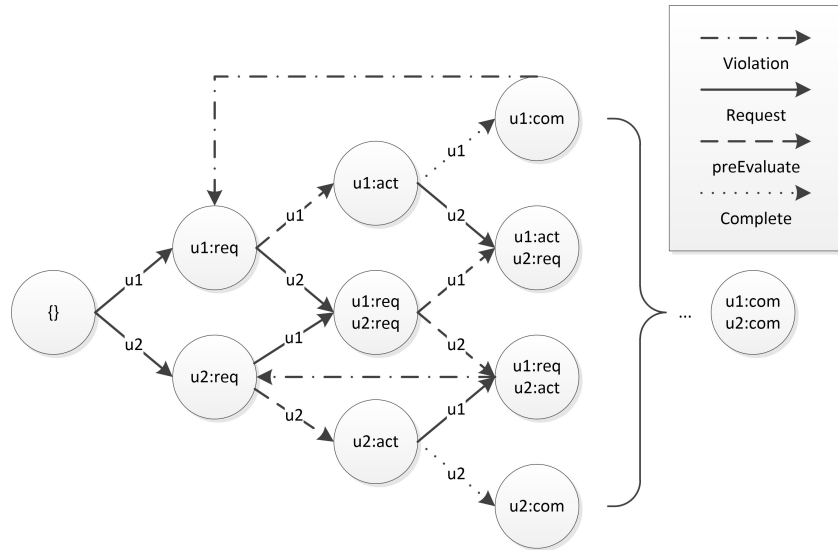 u1:com
Violation
Request
preEvaluate
Complete
u1
u1:act
u1
u2
u1:req
u1
u2
u1:act
u2:req
u1
{}
u1:req
u2:req
...
u1:com
u2:com
u2
u1
u2
u2:req
u1:req
u2:act
u2
u1
u2:act
u2
u2:com